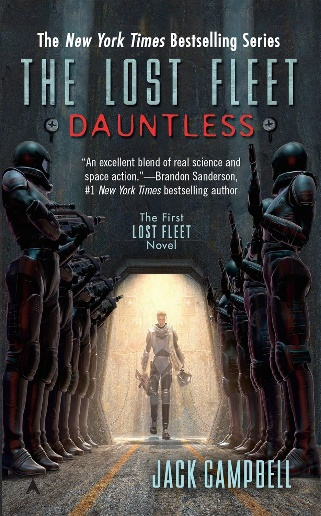 The New York Times Bestselling Series
THE LOST FLEET
DAUNTLESS
“An excellent blend of real science and
space action.”—Brandon Sanderson,
#1 New York Times bestselling author
The First
LOST FLEET
Novel
JACK CAMPBELL